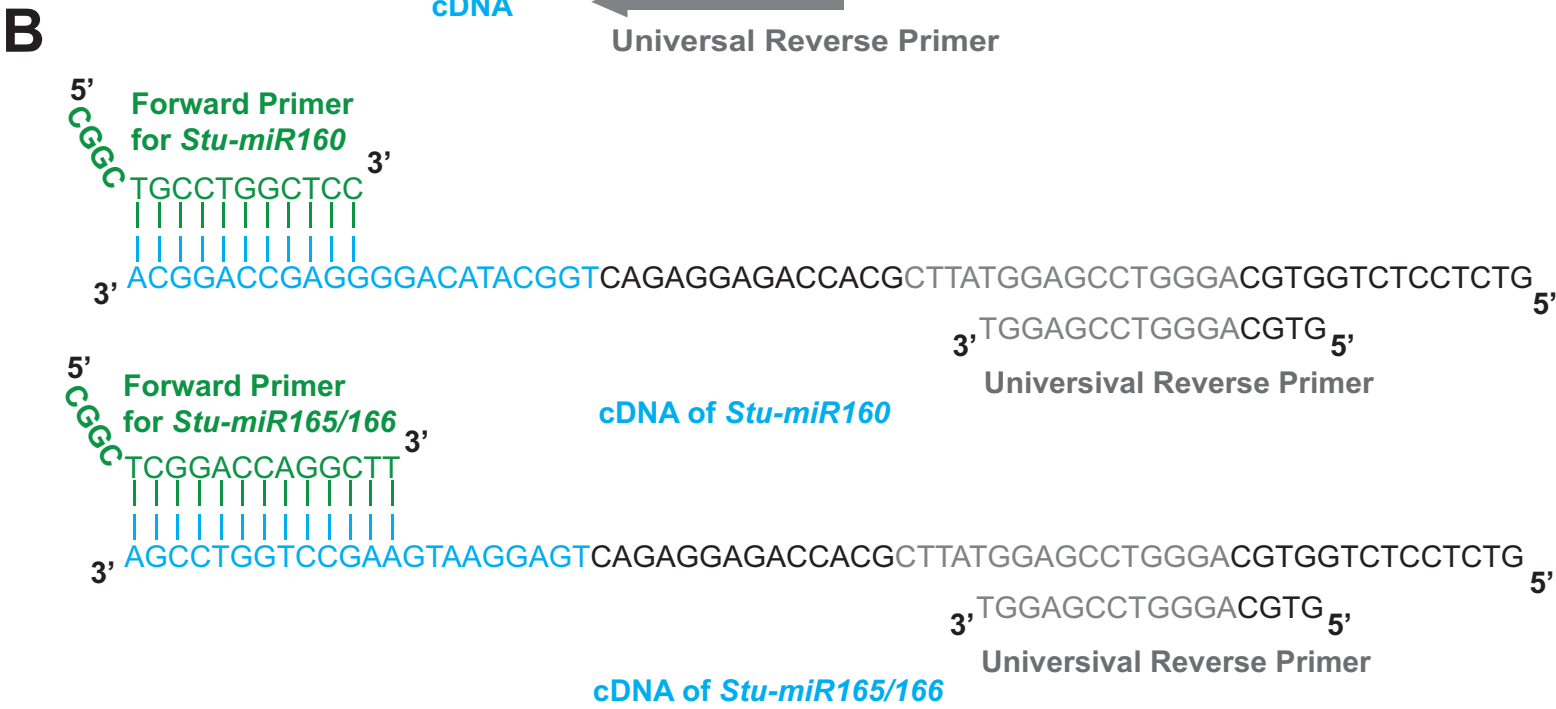 B
cDNA
Universal Reverse Primer
5’
CGGC
Forward Primer
for Stu-miR160
3’
TGCCTGGCTCC
3’
ACGGACCGAGGGGACATACGGTCAGAGGAGACCACGCTTATGGAGCCTGGGACGTGGTCTCCTCTG
5’
3’
TGGAGCCTGGGACGTG
5’
Universival Reverse Primer
cDNA of Stu-miR160
5’
CGGC
Forward Primer
for Stu-miR165/166
3’
TCGGACCAGGCTT
3’
AGCCTGGTCCGAAGTAAGGAGTCAGAGGAGACCACGCTTATGGAGCCTGGGACGTGGTCTCCTCTG
5’
3’
TGGAGCCTGGGACGTG
5’
Universival Reverse Primer
cDNA of Stu-miR165/166